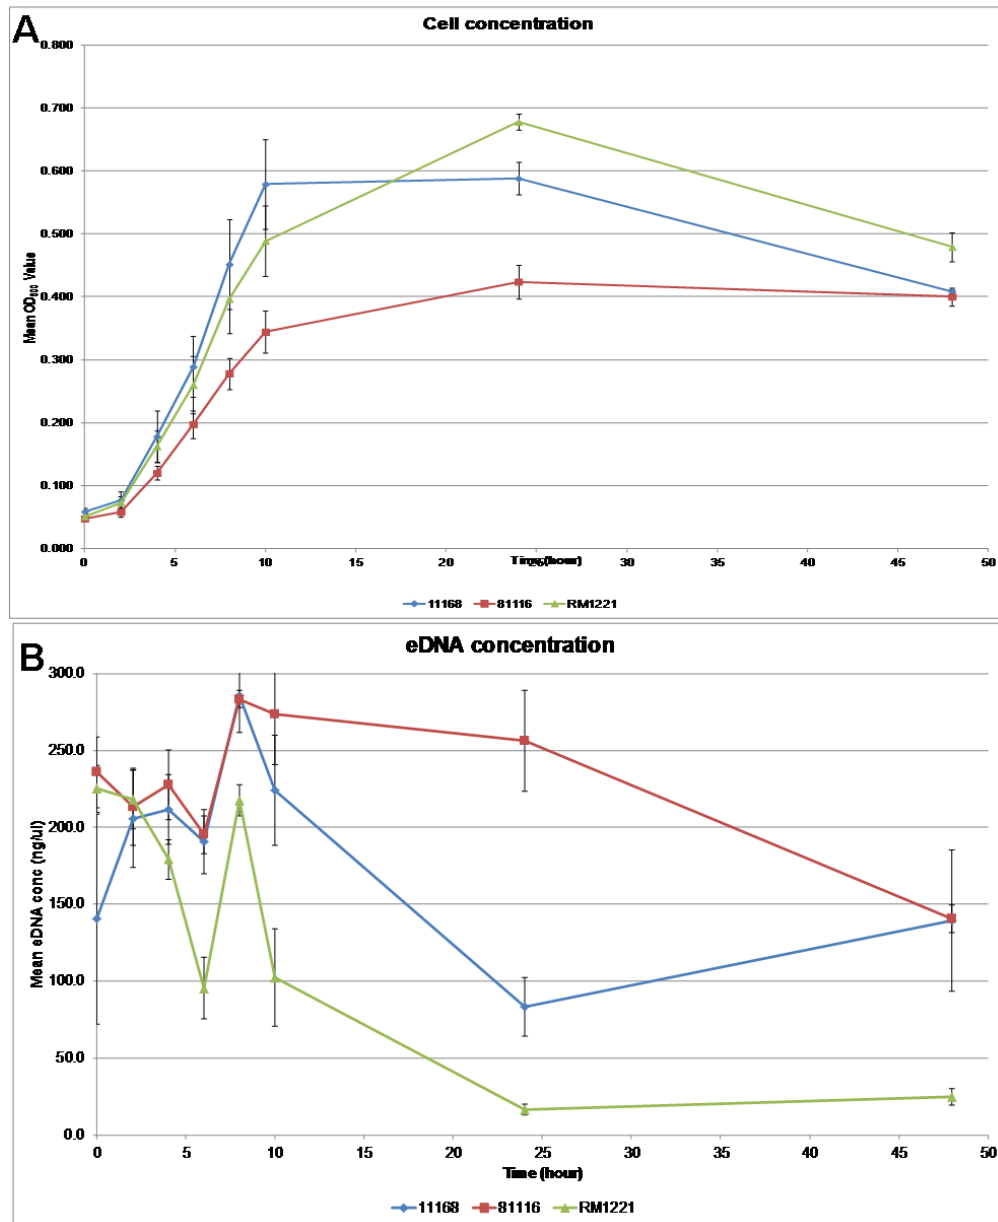 A
Cell concentration
0.800
0.700
0.600
0.500
0.400
0.300
0.200
0.100
0.000
Mean OD600 Value
0 5 10 15 20 25 30 35 40 45 50
Time (hour)
11168 81116 RM1221
B
eDNA concentration
300.0
250.0
200.0
150.0
100.0
50.0
0.0
Mean eDNA conc (ng/ul)
0 5 10 15 20 25 30 35 40 45 50
Time (hour)
11168 81116 RM1221